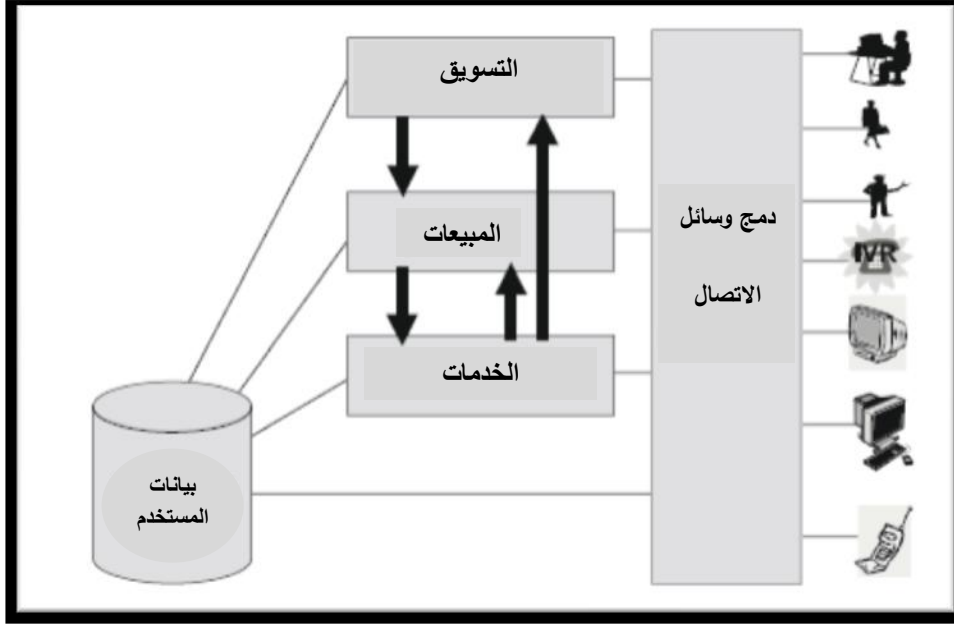 التسويق
المبيعات
الخدمات
دمج وسائل
الاتصال
بيانات
المستخدم
IVR